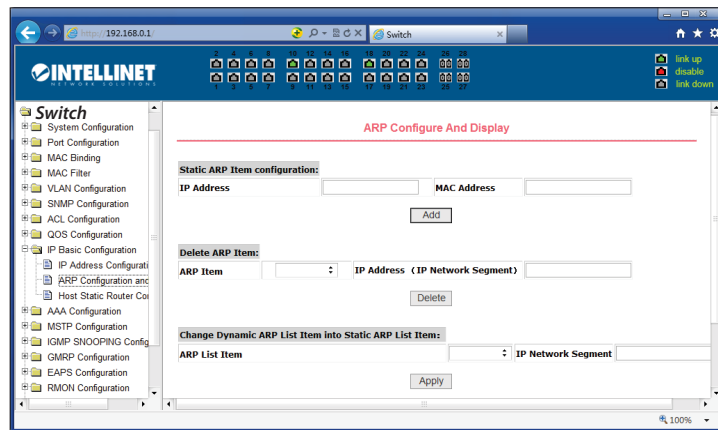 http://192.168.0.1/
Switch
2 4 6 8 10 12 14 16 18 20 22 24 26 28
1 3 5 7 9 11 13 15 17 19 21 23 25 27
link up
disable
link down
INTELLINET
NETWORK SOLUTIONS
Switch
System Configuration
Port Configuration
MAC Binding
MAC Filter
VLAN Configuration
SNMP Configuration
ACL Configuration
QOS Configuration
IP Basic Configuration
IP Address Configurati
ARP Configuration and
Host Static Router Con
AAA Configuration
MSTP Configuration
IGMP SNOOPING Config
GMRP Configuration
EAPS Configuration
RMON Configuration
ARP Configure And Display
Static ARP Item configuration:
IP Address MAC Address
Add
Delete ARP Item:
ARP Item IP Address (IP Network Segment)
Delete
Change Dynamic ARP List Item into Static ARP List Item:
ARP List Item IP Network Segment
Apply
100%